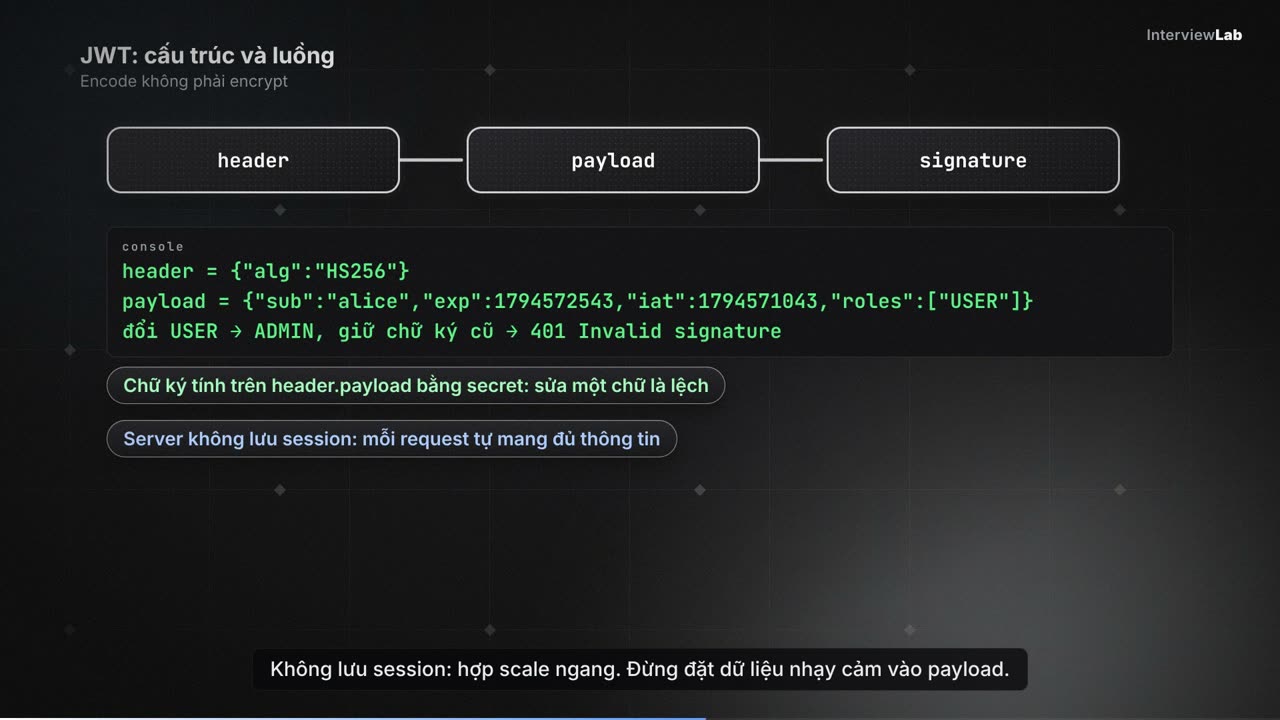 InterviewLab
JWT: cấu trúc và luồng
Encode không phải encrypt
header
payload
signature
console
header = {"alg":"HS256"}
payload = {"sub":"alice","exp":1794572543,"iat":1794571043,"roles":["USER"]}
đổi USER → ADMIN, giữ chữ ký cũ → 401 Invalid signature
Chữ ký tính trên header.payload bằng secret: sửa một chữ là lệch
Server không lưu session: mỗi request tự mang đủ thông tin
Không lưu session: hợp scale ngang. Đừng đặt dữ liệu nhạy cảm vào payload.